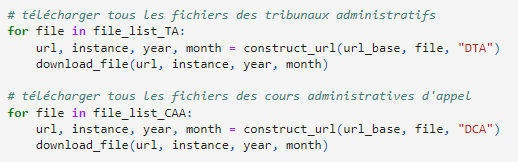 # télécharger tous les fichiers des tribunaux administratifs
for file in file_list_TA:
    url, instance, year, month = construct_url(url_base, file, "DTA")
    download_file(url, instance, year, month)

# télécharger tous les fichiers des cours administratives d'appel
for file in file_list_CAA:
    url, instance, year, month = construct_url(url_base, file, "DCA")
    download_file(url, instance, year, month)